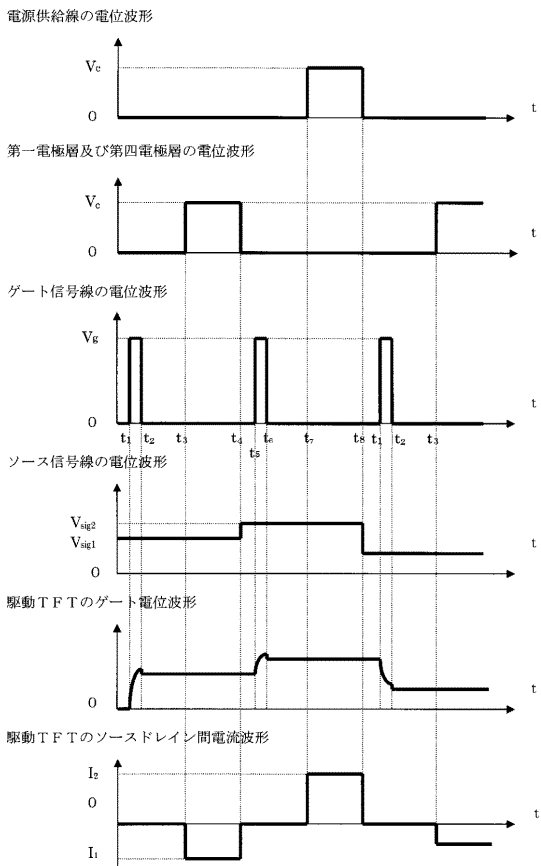 電源供給線の電位波形
Vc
0
t
第一電極層及び第四電極層の電位波形
Vc
0
t
ゲート信号線の電位波形
Vg
0
t
t1 t2 t3 t4 t5 t6 t7 t8 t1 t2 t3
ソース信号線の電位波形
Vsig2
Vsig1
0
t
駆動TFTのゲート電位波形
0
t
駆動TFTのソースドレイン間電流波形
I2
0
t
I1